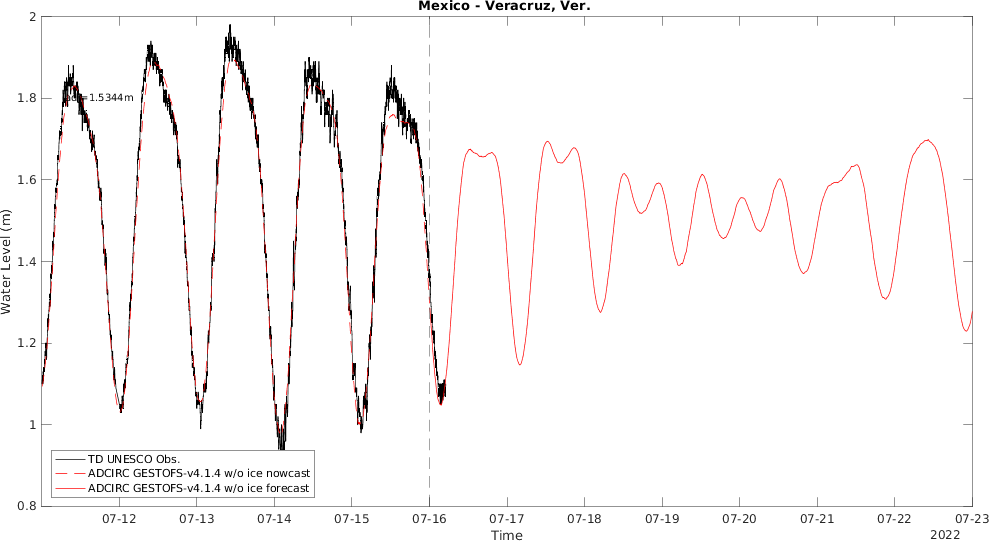 Mexico - Veracruz, Ver.
2
1.8
1.6
1.4
1.2
1
0.8
Water Level (m)
=1.5344m
TD UNESCO Obs.
ADCIRC GESTOFS-v4.1.4 w/o ice nowcast
ADCIRC GESTOFS-v4.1.4 w/o ice forecast
07-12
07-13
07-14
07-15
07-16
07-17
07-18
07-19
07-20
07-21
07-22
07-23
Time
2022